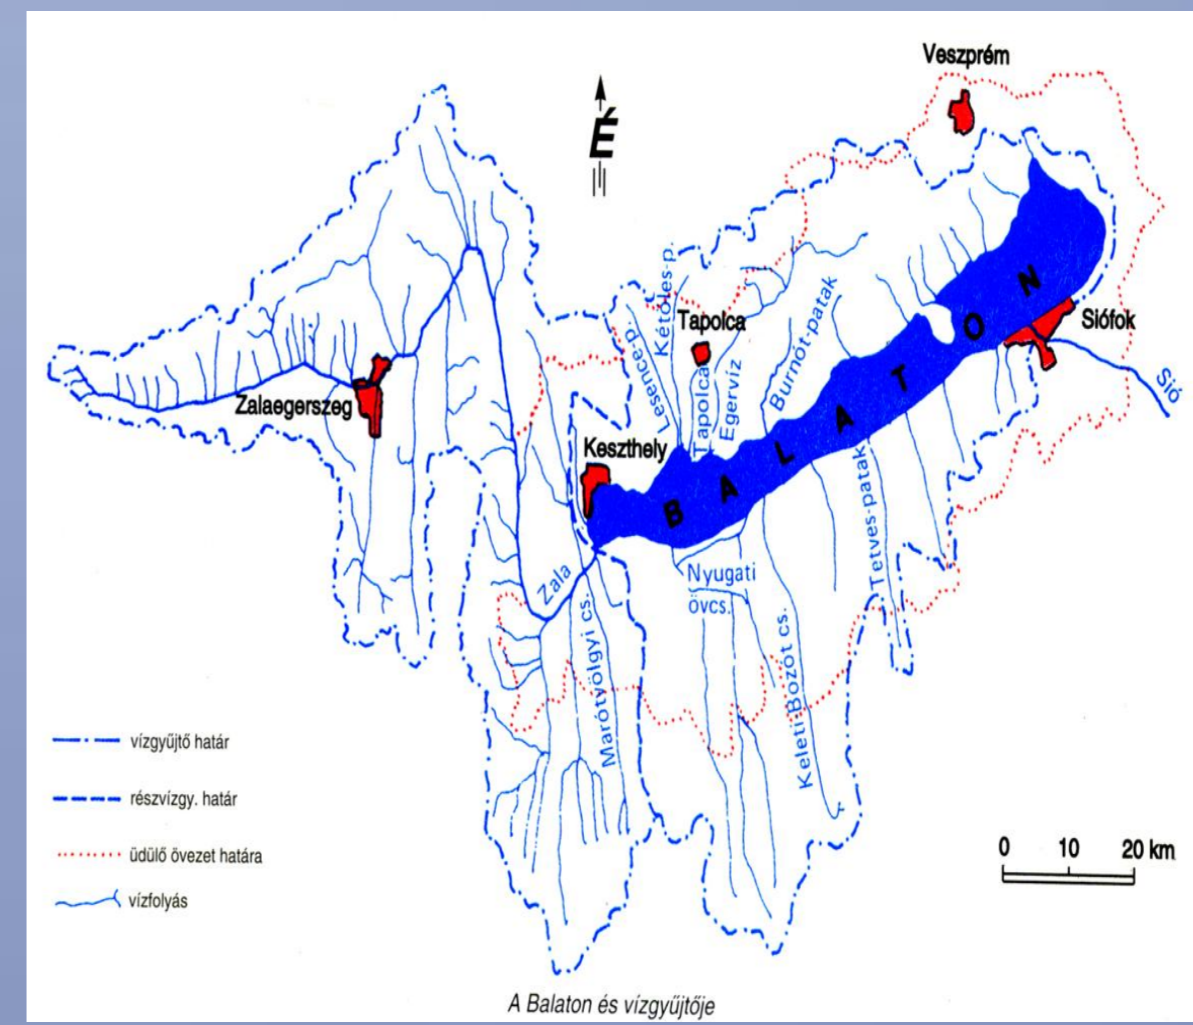 Veszprém
É
Kétöles-p.
Tapolca
Siófok
Lesence-p.
Burnót-patak
Tapolca
Egervíz
Sió
Zalaegerszeg
Keszthely
BALATON
Tetves-patak
Zala
Nyugati
övcs.
Marótvölgyi cs.
Keleti Bozót cs.
vízgyűjtő határ
részvízgy. határ
üdülő övezet határa
vízfolyás
0 10 20 km
A Balaton és vízgyűjtője